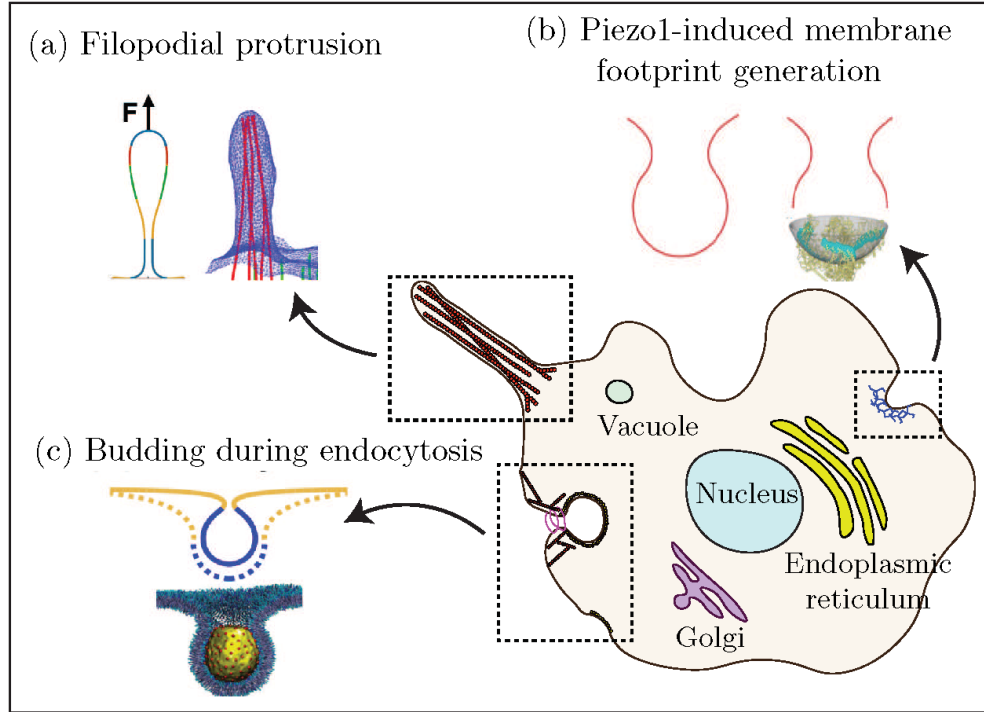 (a) Filopodial protrusion
(b) Piezo1-induced membrane
footprint generation
F
Vacuole
(c) Budding during endocytosis
Nucleus
Endoplasmic
reticulum
Golgi